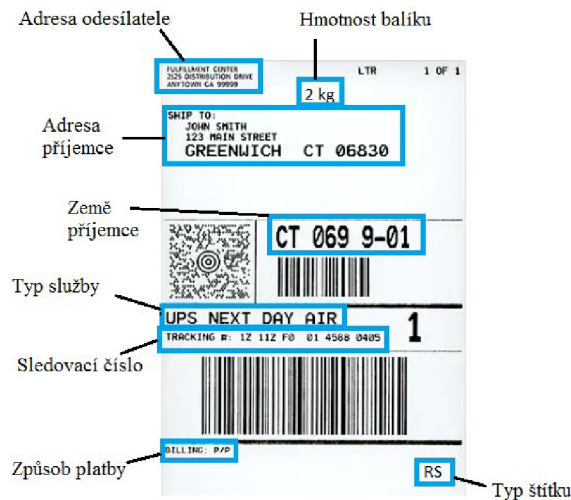 Adresa odesílatele
Hmotnost balíku
FULFILLMENT CENTER
2525 DISTRIBUTION DRIVE
ANYTOWN CA 99999
LTR 1 OF 1
2 kg
SHIP TO:
JOHN SMITH
123 MAIN STREET
GREENWICH CT 06830
Adresa
příjemce
Země
příjemce
CT 069 9-01
Typ služby
UPS NEXT DAY AIR
1
TRACKING #: 1Z 11Z F0 01 4588 0405
Sledovací číslo
BILLING: P/P
Způsob platby
RS
Typ štítku